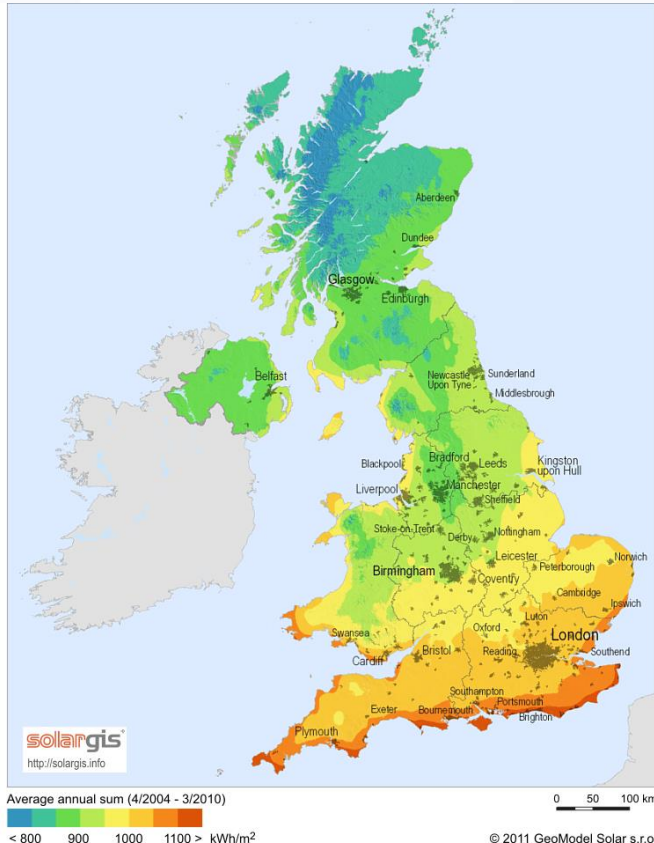 Aberdeen
Dundee
Glasgow
Edinburgh
Belfast
Newcastle
Upon Tyne
Sunderland
Middlesbrough
Blackpool
Bradford
Leeds
Kingston
upon Hull
Liverpool
Manchester
Sheffield
Stoke-on-Trent
Derby
Nottingham
Leicester
Peterborough
Norwich
Birmingham
Coventry
Cambridge
Ipswich
Luton
Oxford
London
Swansea
Cardiff
Bristol
Reading
Southend
Southampton
Portsmouth
Exeter
Bournemouth
Brighton
Plymouth
solargis
http://solargis.info
Average annual sum (4/2004 - 3/2010)
0 50 100 km
< 800 900 1000 1100 > kWh/m²
© 2011 GeoModel Solar s.r.o